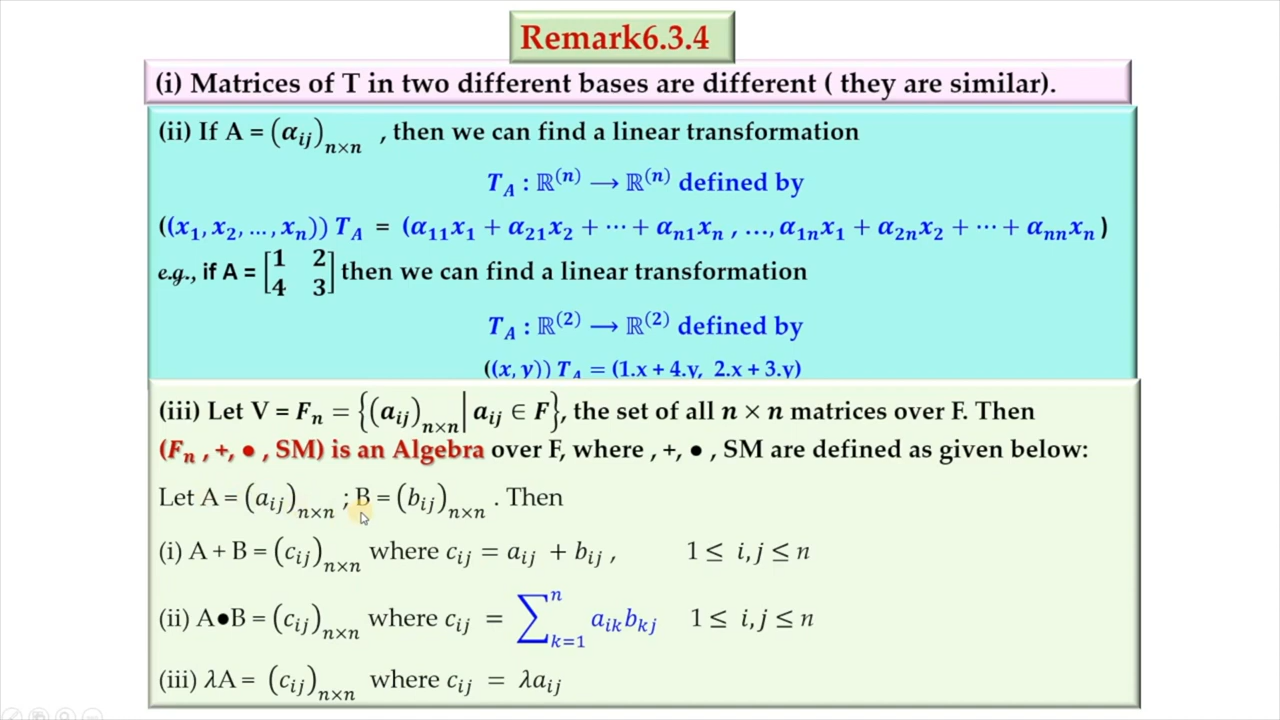 Remark6.3.4
(i) Matrices of T in two different bases are different ( they are similar).
(ii) If A = (αᵢⱼ)ₙ×ₙ , then we can find a linear transformation
T_A : ℝ⁽ⁿ⁾ ⟶ ℝ⁽ⁿ⁾ defined by
((x₁, x₂, …, xₙ)) T_A = (α₁₁x₁ + α₂₁x₂ + ⋯ + αₙ₁xₙ , …, α₁ₙx₁ + α₂ₙx₂ + ⋯ + αₙₙxₙ )
e.g., if A = [1 2; 4 3] then we can find a linear transformation
T_A : ℝ⁽²⁾ ⟶ ℝ⁽²⁾ defined by
((x, y)) T_A = (1.x + 4.y, 2.x + 3.y)
(iii) Let V = Fₙ = {(aᵢⱼ)ₙ×ₙ | aᵢⱼ ∈ F}, the set of all n × n matrices over F. Then
(Fₙ , +, ● , SM) is an Algebra over F, where , +, ● , SM are defined as given below:
Let A = (aᵢⱼ)ₙ×ₙ ; B = (bᵢⱼ)ₙ×ₙ . Then
(i) A + B = (cᵢⱼ)ₙ×ₙ where cᵢⱼ = aᵢⱼ + bᵢⱼ , 1 ≤ i, j ≤ n
(ii) A●B = (cᵢⱼ)ₙ×ₙ where cᵢⱼ = ∑ₖ₌₁ⁿ aᵢₖbₖⱼ 1 ≤ i, j ≤ n
(iii) λA = (cᵢⱼ)ₙ×ₙ where cᵢⱼ = λaᵢⱼ